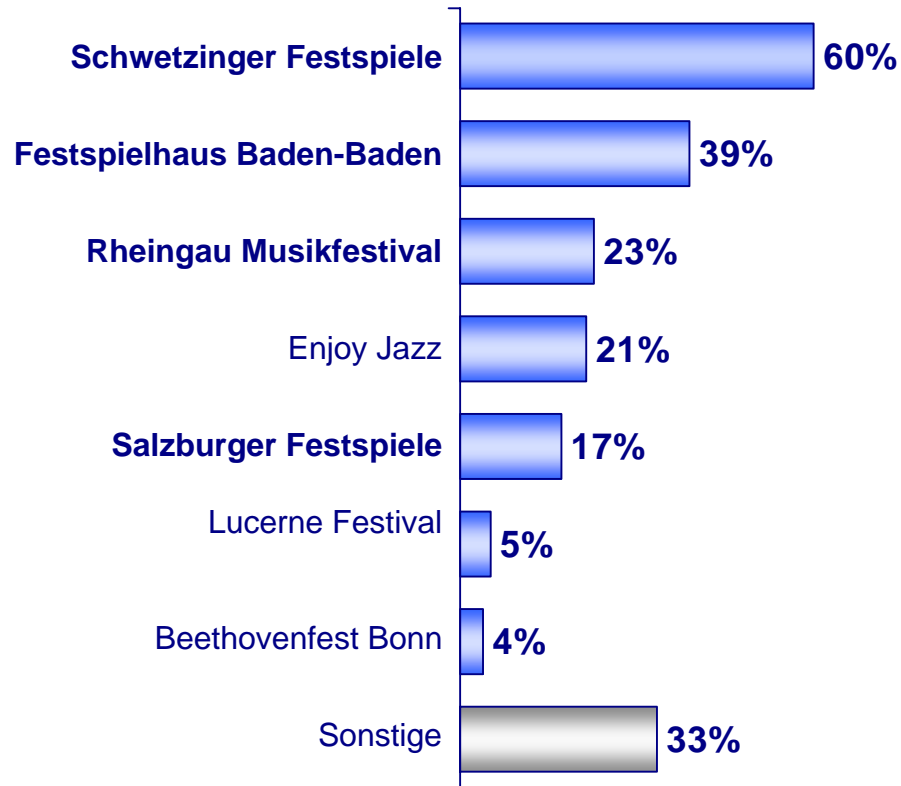 Schwetzinger Festspiele 60%
Festspielhaus Baden-Baden 39%
Rheingau Musikfestival 23%
Enjoy Jazz 21%
Salzburger Festspiele 17%
Lucerne Festival 5%
Beethovenfest Bonn 4%
Sonstige 33%